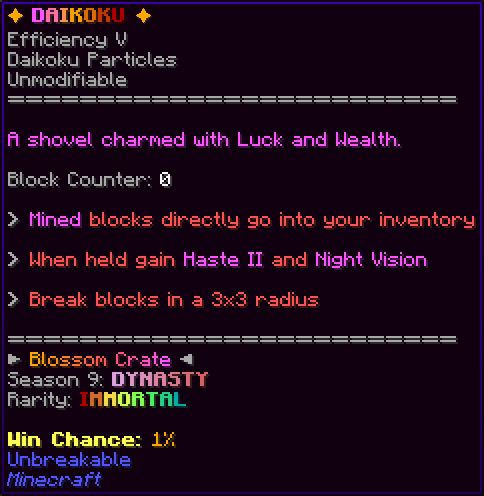 ✦ DAIKOKU ✦
Efficiency V
Daikoku Particles
Unmodifiable
==============================
A shovel charmed with Luck and Wealth.
Block Counter: 0
> Mined blocks directly go into your inventory
> When held gain Haste II and Night Vision
> Break blocks in a 3x3 radius
==============================
► Blossom Crate ◄
Season 9: DYNASTY
Rarity: IMMORTAL
Win Chance: 1%
Unbreakable
Minecraft